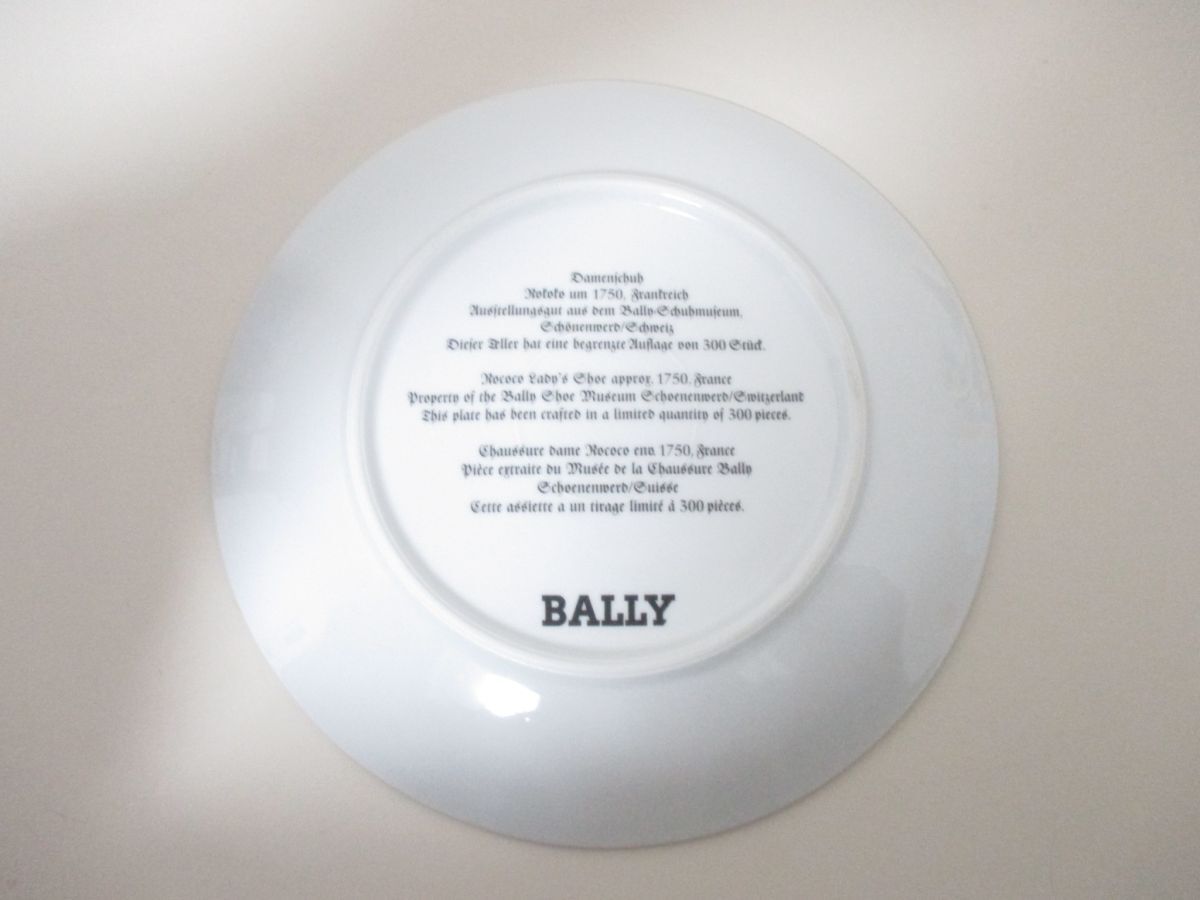 Damenschuh
Rokoko um 1750, Frankreich
Ausstellungsgut aus dem Bally-Schuhmuseum,
Schönenwerd/Schweiz
Dieser Teller hat eine begrenzte Auflage von 300 Stück.
Rococo Lady's Shoe approx. 1750, France
Property of the Bally Shoe Museum Schoenenwerd/Switzerland
This plate has been crafted in a limited quantity of 300 pieces.
Chaussure dame Rococo env. 1750, France
Pièce extraite du Musée de la Chaussure Bally
Schoenenwerd/Suisse
Cette assiette a un tirage limité à 300 pièces.
BALLY